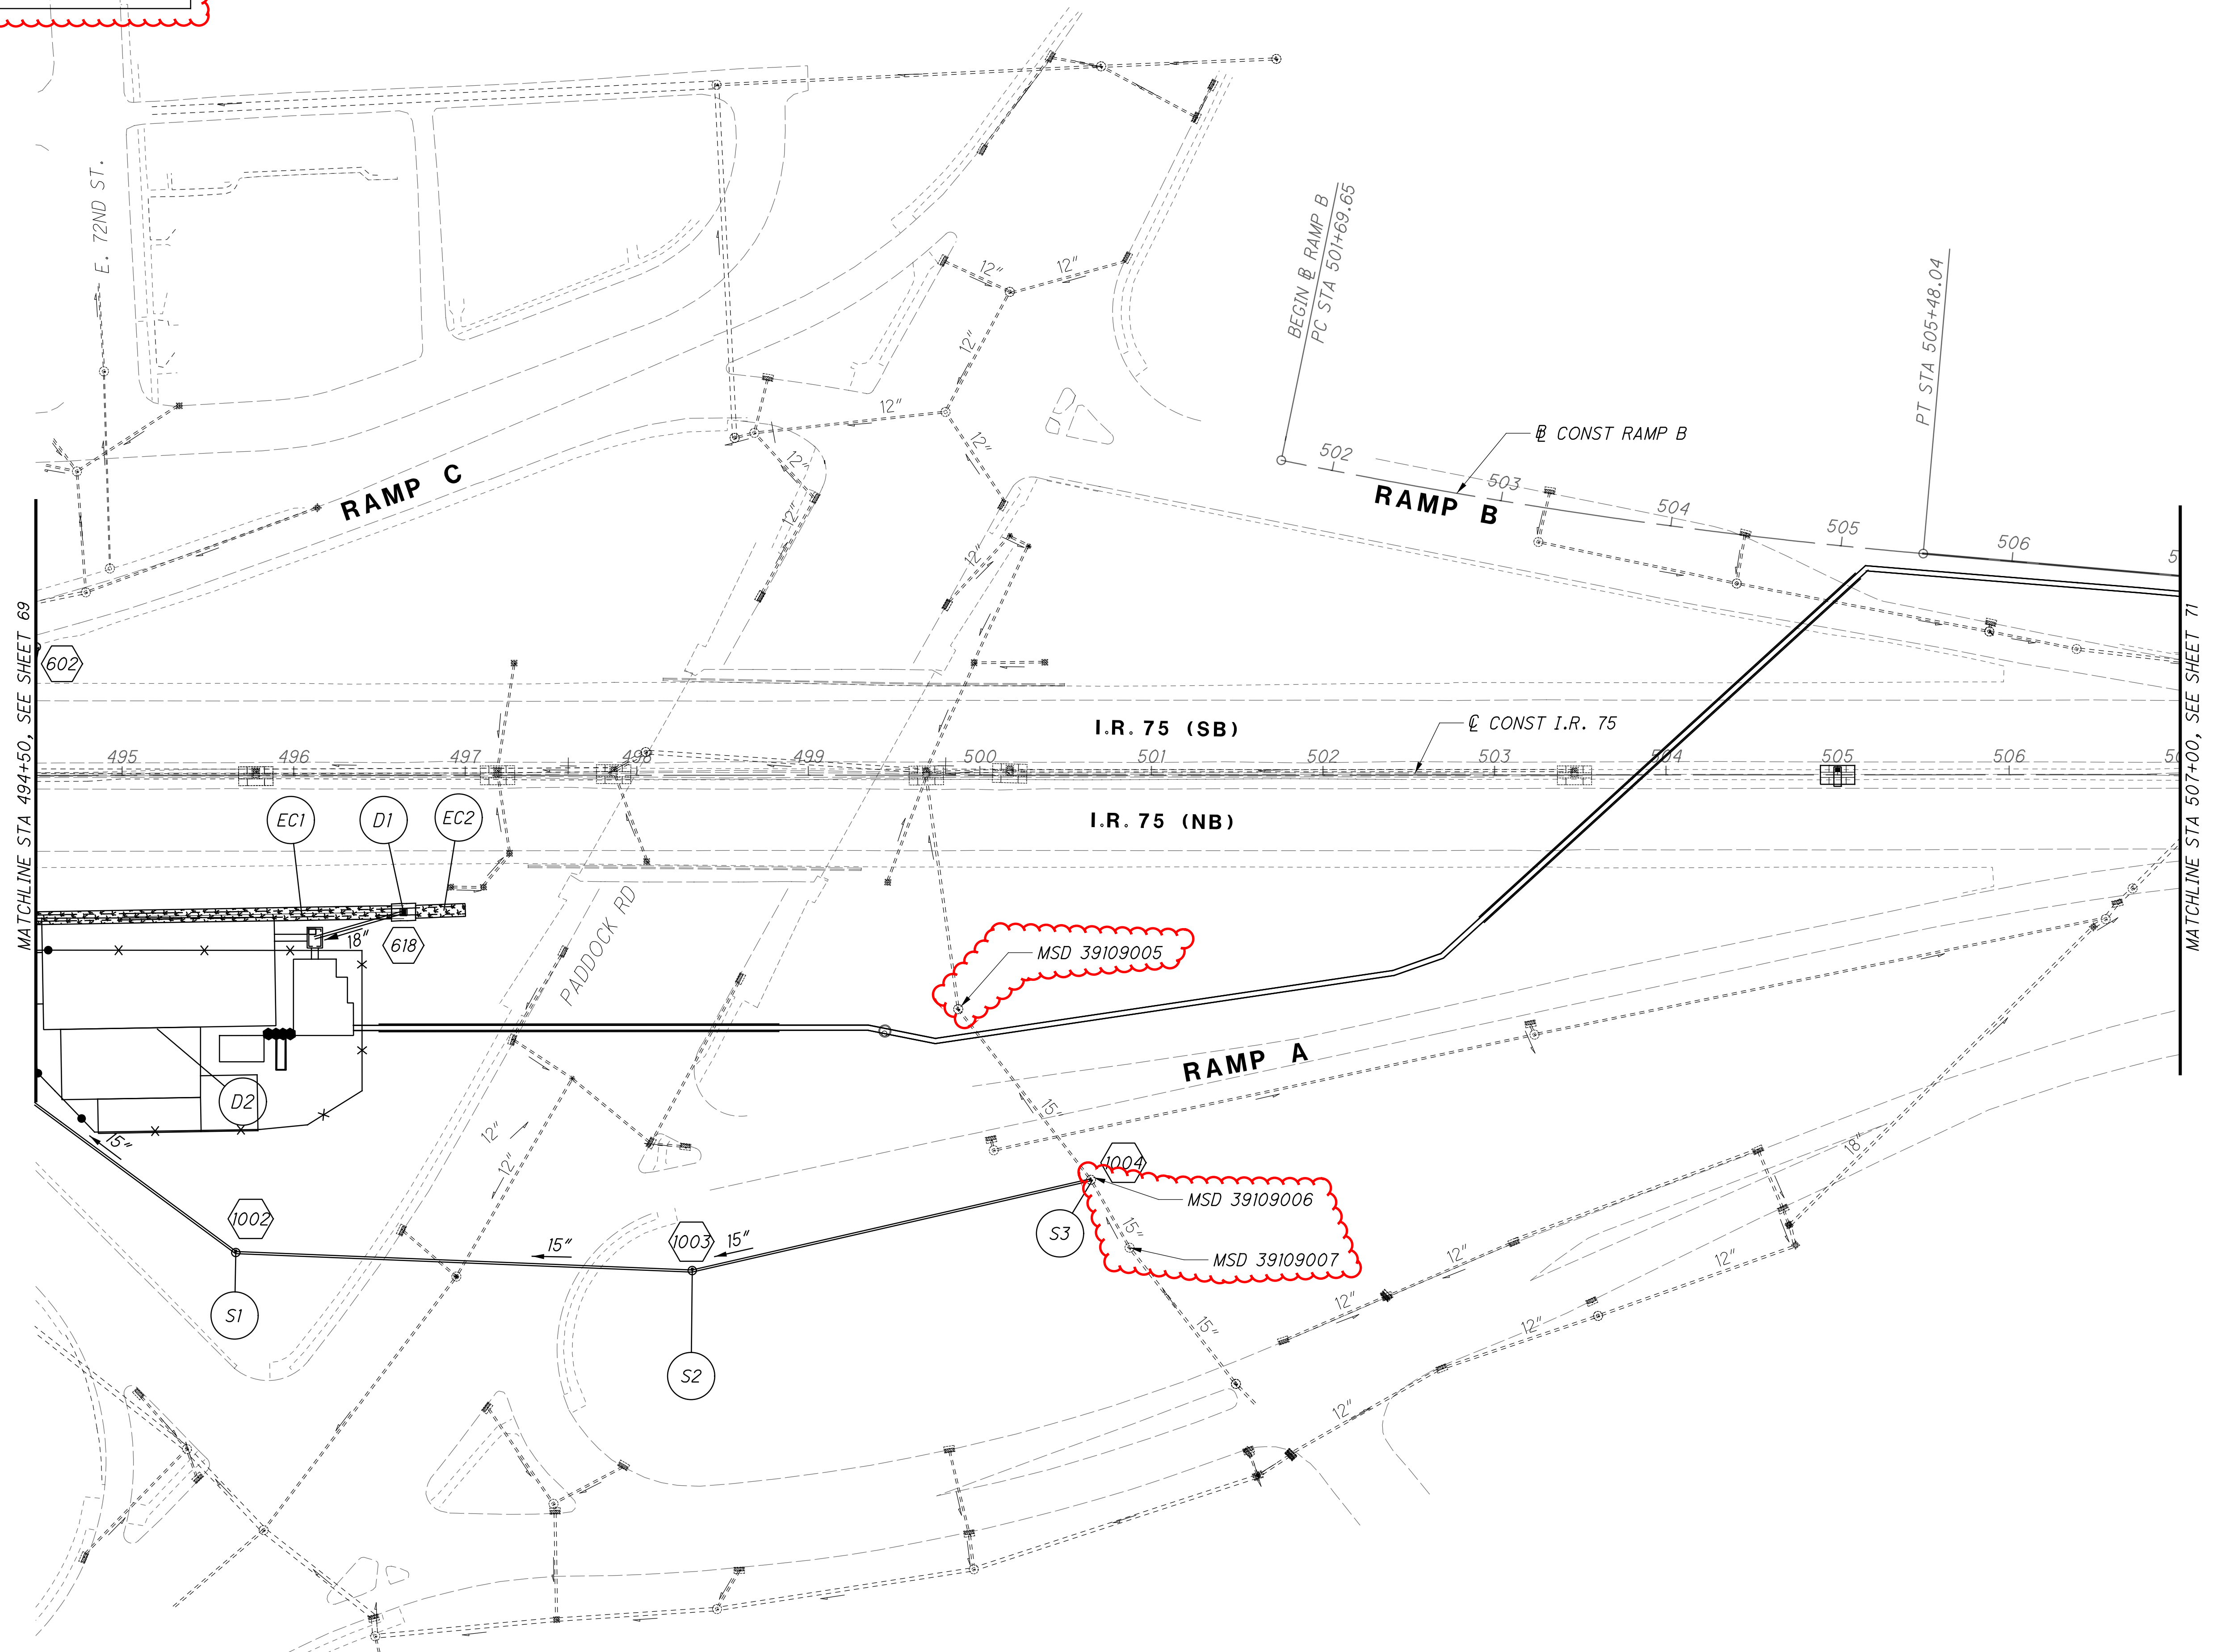 E. 72ND ST.
BEGIN ⅊ RAMP B
PC STA 501+69.65
PT STA 505+48.04
12"
12"
12"
12"
12"
12"
12"
12"
RAMP C
RAMP B
℄ CONST RAMP B
502
503
504
505
506
5
MATCHLINE STA 494+50, SEE SHEET 69
MATCHLINE STA 507+00, SEE SHEET 71
602
I.R. 75 (SB)
℄ CONST I.R. 75
495
496
497
498
499
500
501
502
503
504
505
506
50
I.R. 75 (NB)
EC1
D1
EC2
18"
618
PADDOCK RD
MSD 39109005
RAMP A
D2
15"
15"
12"
12"
18"
1004
MSD 39109006
S3
15"
MSD 39109007
1002
15"
1003
15"
S1
S2
15"
12"
12"
12"
12"
12"